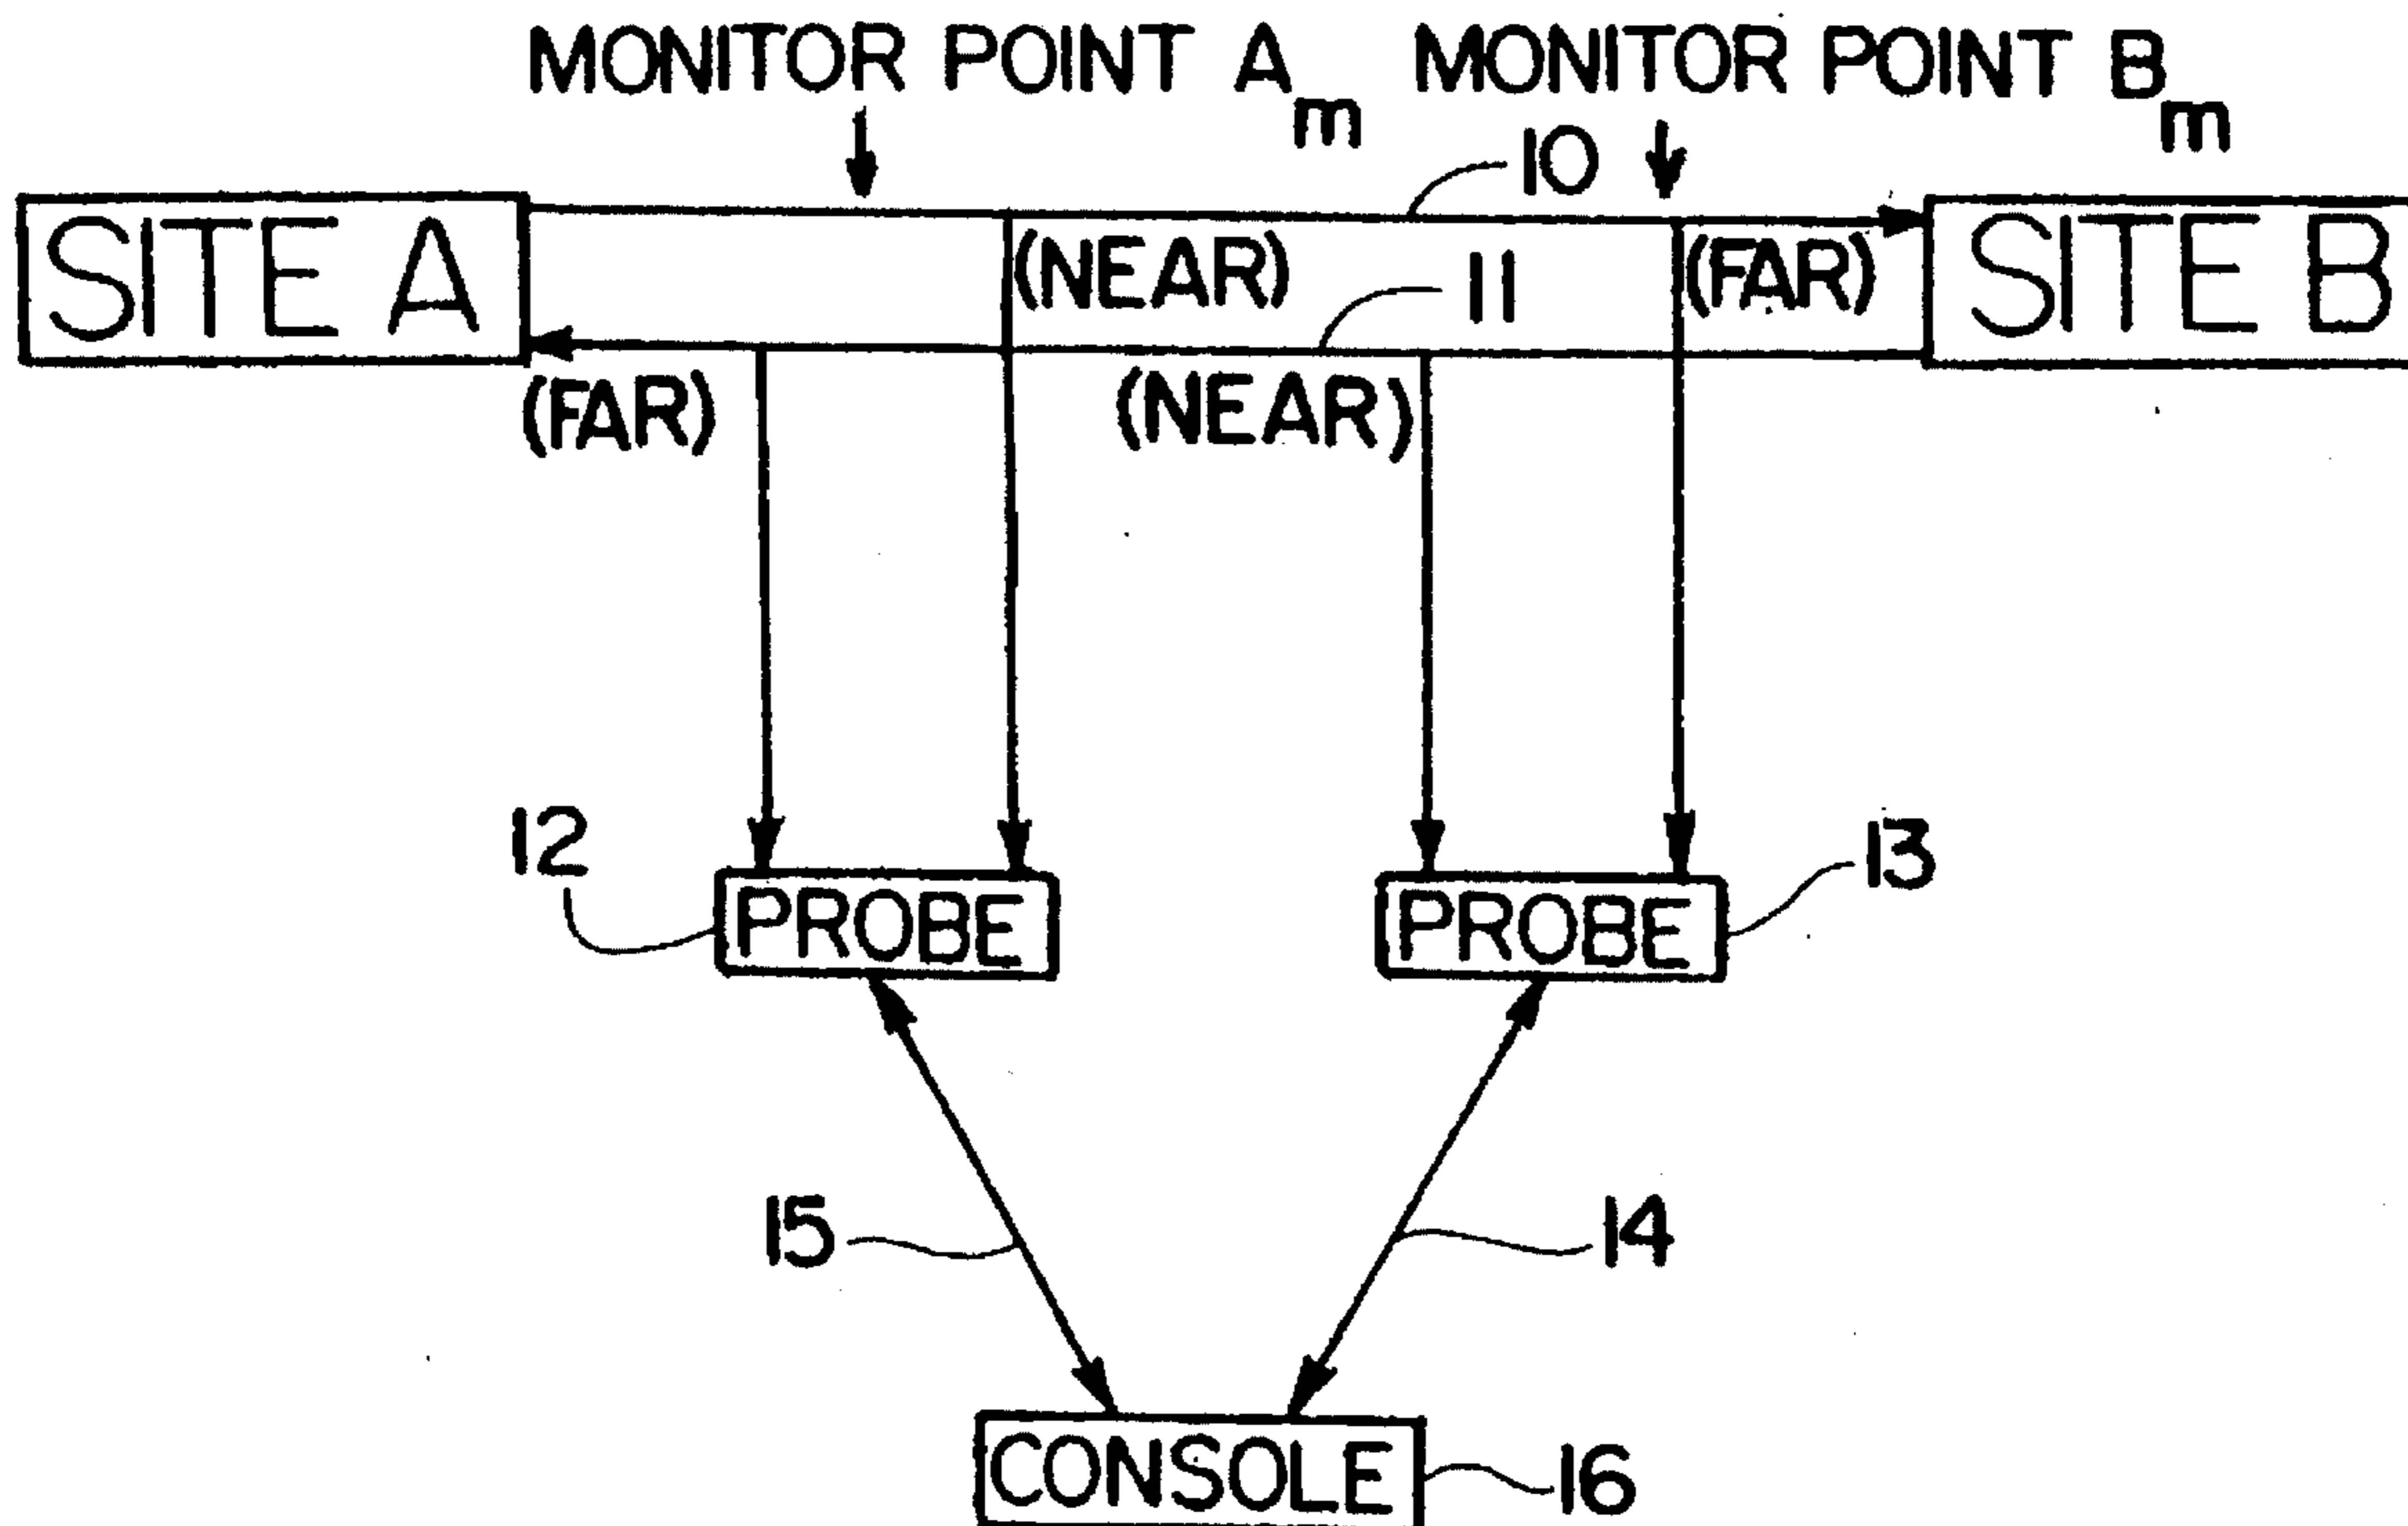 MONITOR POINT Am MONITOR POINT Bm
10
SITE A
(NEAR)
11
(FAR)
SITE B
(FAR)
(NEAR)
12
PROBE
PROBE
13
15
14
CONSOLE
16